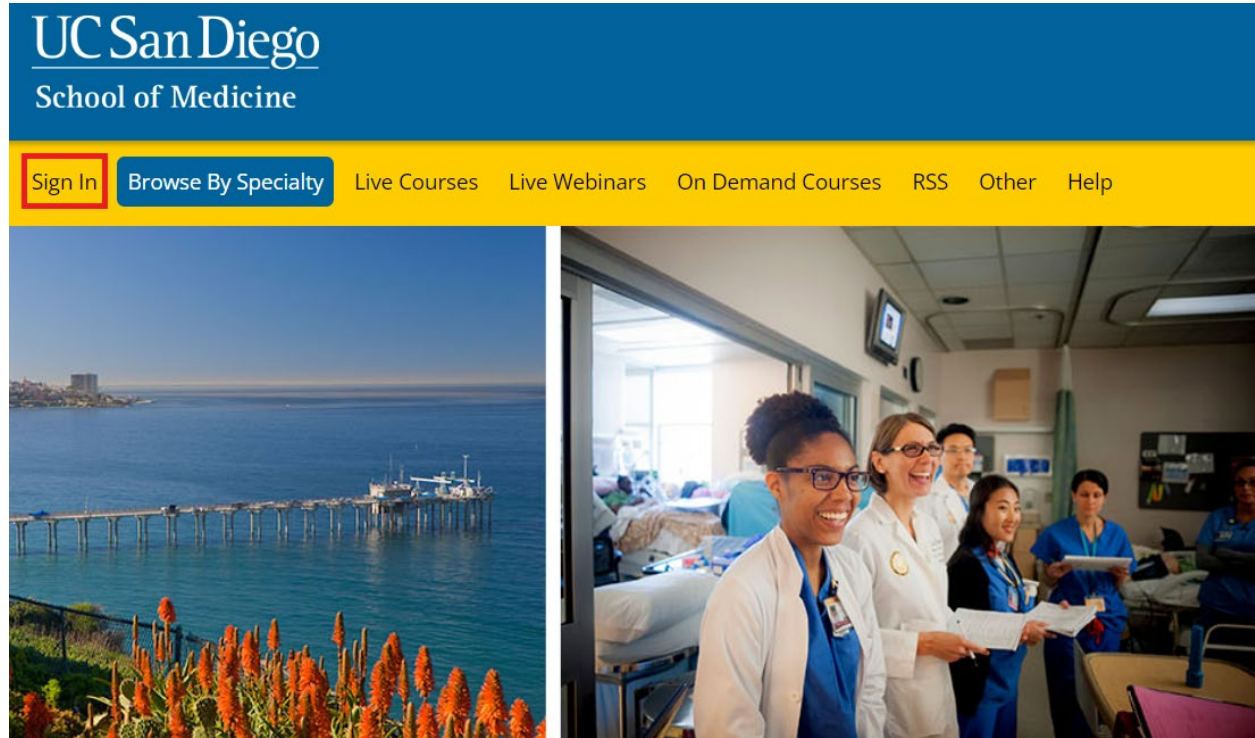 UC San Diego
School of Medicine
Sign In Browse By Specialty Live Courses Live Webinars On Demand Courses RSS Other Help